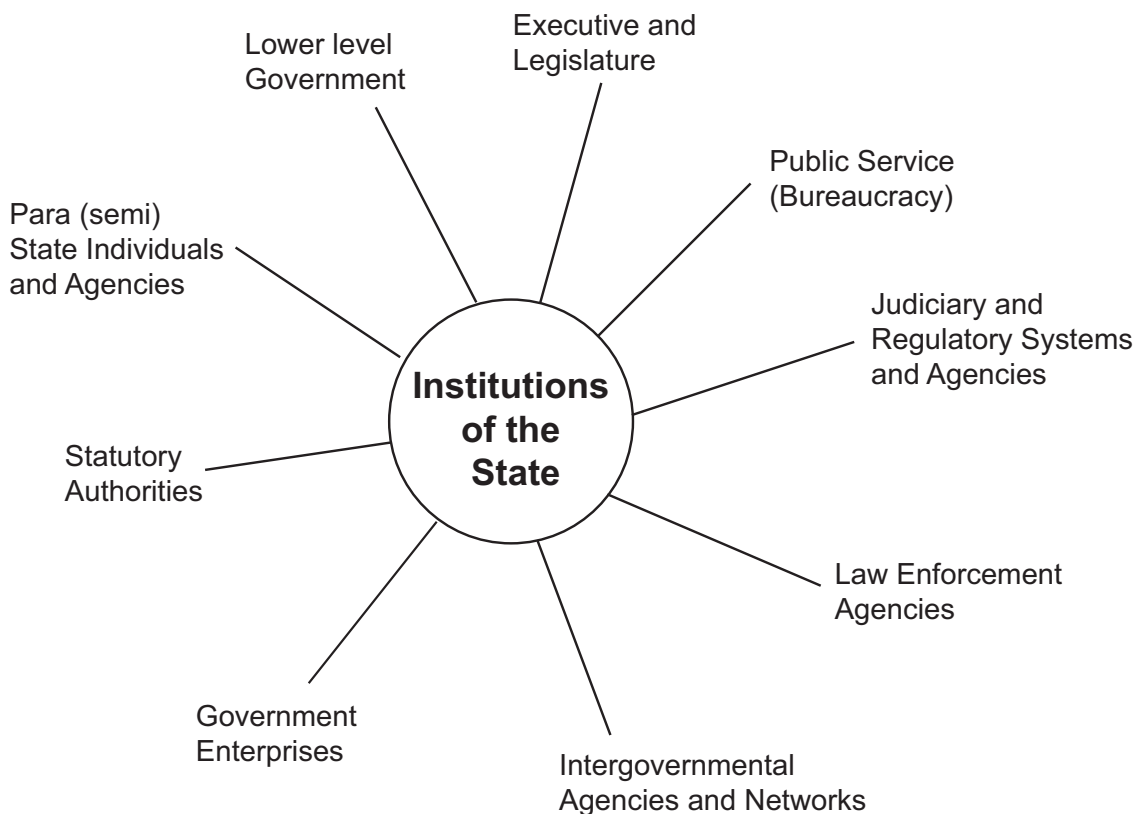 Executive and
Legislature
Lower level
Government
Public Service
(Bureaucracy)
Para (semi)
State Individuals
and Agencies
Judiciary and
Regulatory Systems
and Agencies
Institutions
of the
State
Statutory
Authorities
Law Enforcement
Agencies
Government
Enterprises
Intergovernmental
Agencies and Networks